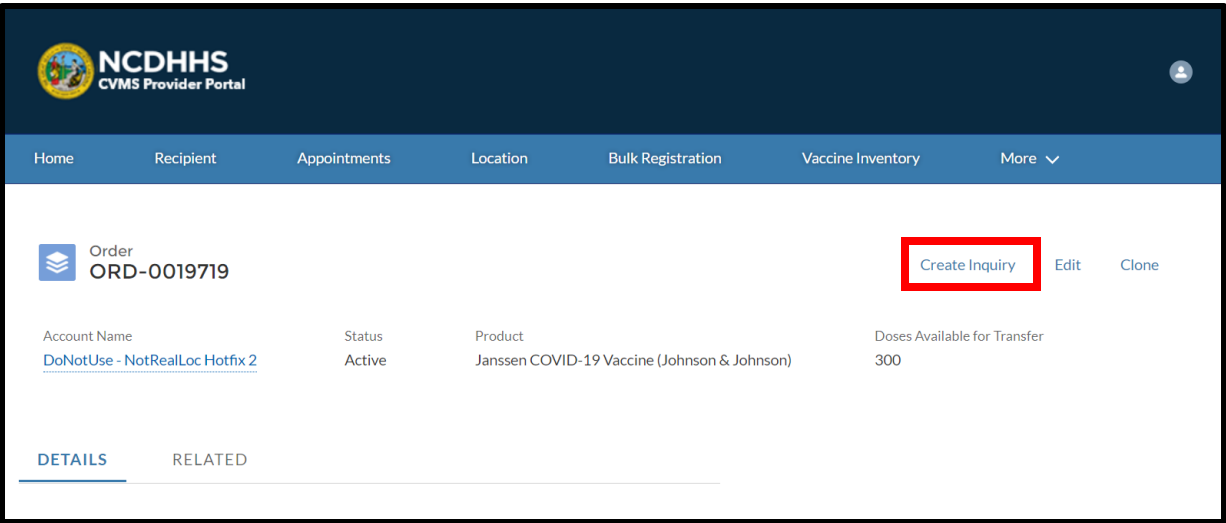 NCDHHS
CVMS Provider Portal
Home Recipient Appointments Location Bulk Registration Vaccine Inventory More
Order
ORD-0019719
Create Inquiry Edit Clone
Account Name Status Product Doses Available for Transfer
DoNotUse - NotRealLoc Hotfix 2 Active Janssen COVID-19 Vaccine (Johnson & Johnson) 300
DETAILS RELATED